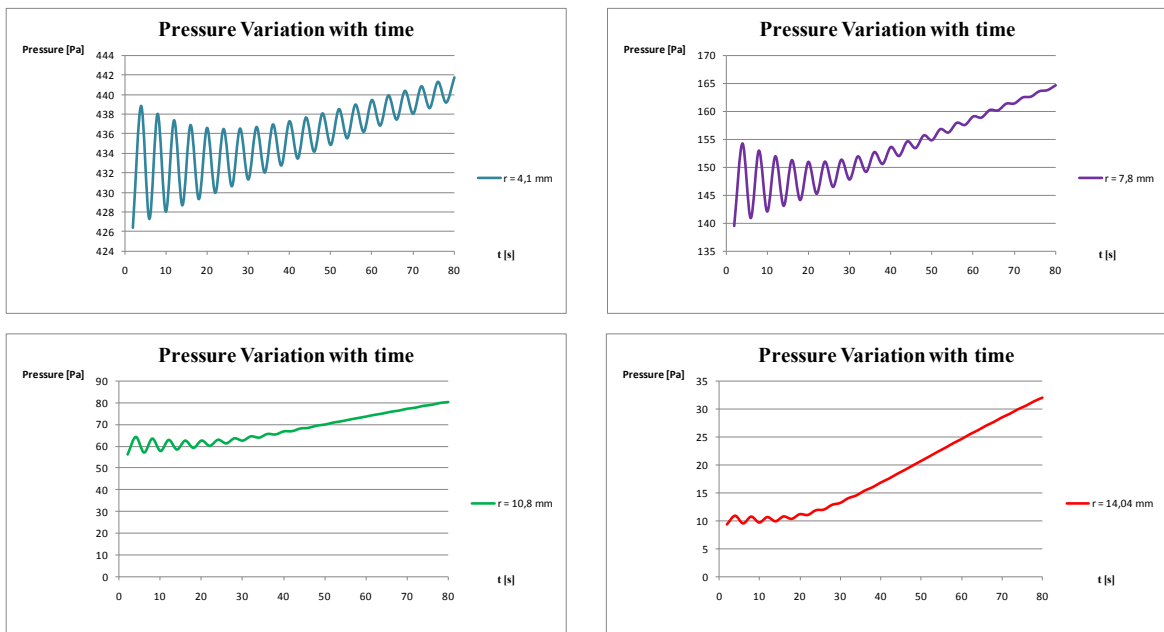 Pressure Variation with time
Pressure [Pa]
444
442
440
438
436
434
432
430
428
426
424
0 10 20 30 40 50 60 70 80
t [s]
r = 4,1 mm
Pressure Variation with time
Pressure [Pa]
170
165
160
155
150
145
140
135
0 10 20 30 40 50 60 70 80
t [s]
r = 7,8 mm
Pressure Variation with time
Pressure [Pa]
90
80
70
60
50
40
30
20
10
0
0 10 20 30 40 50 60 70 80
t [s]
r = 10,8 mm
Pressure Variation with time
Pressure [Pa]
35
30
25
20
15
10
5
0
0 10 20 30 40 50 60 70 80
t [s]
r = 14,04 mm